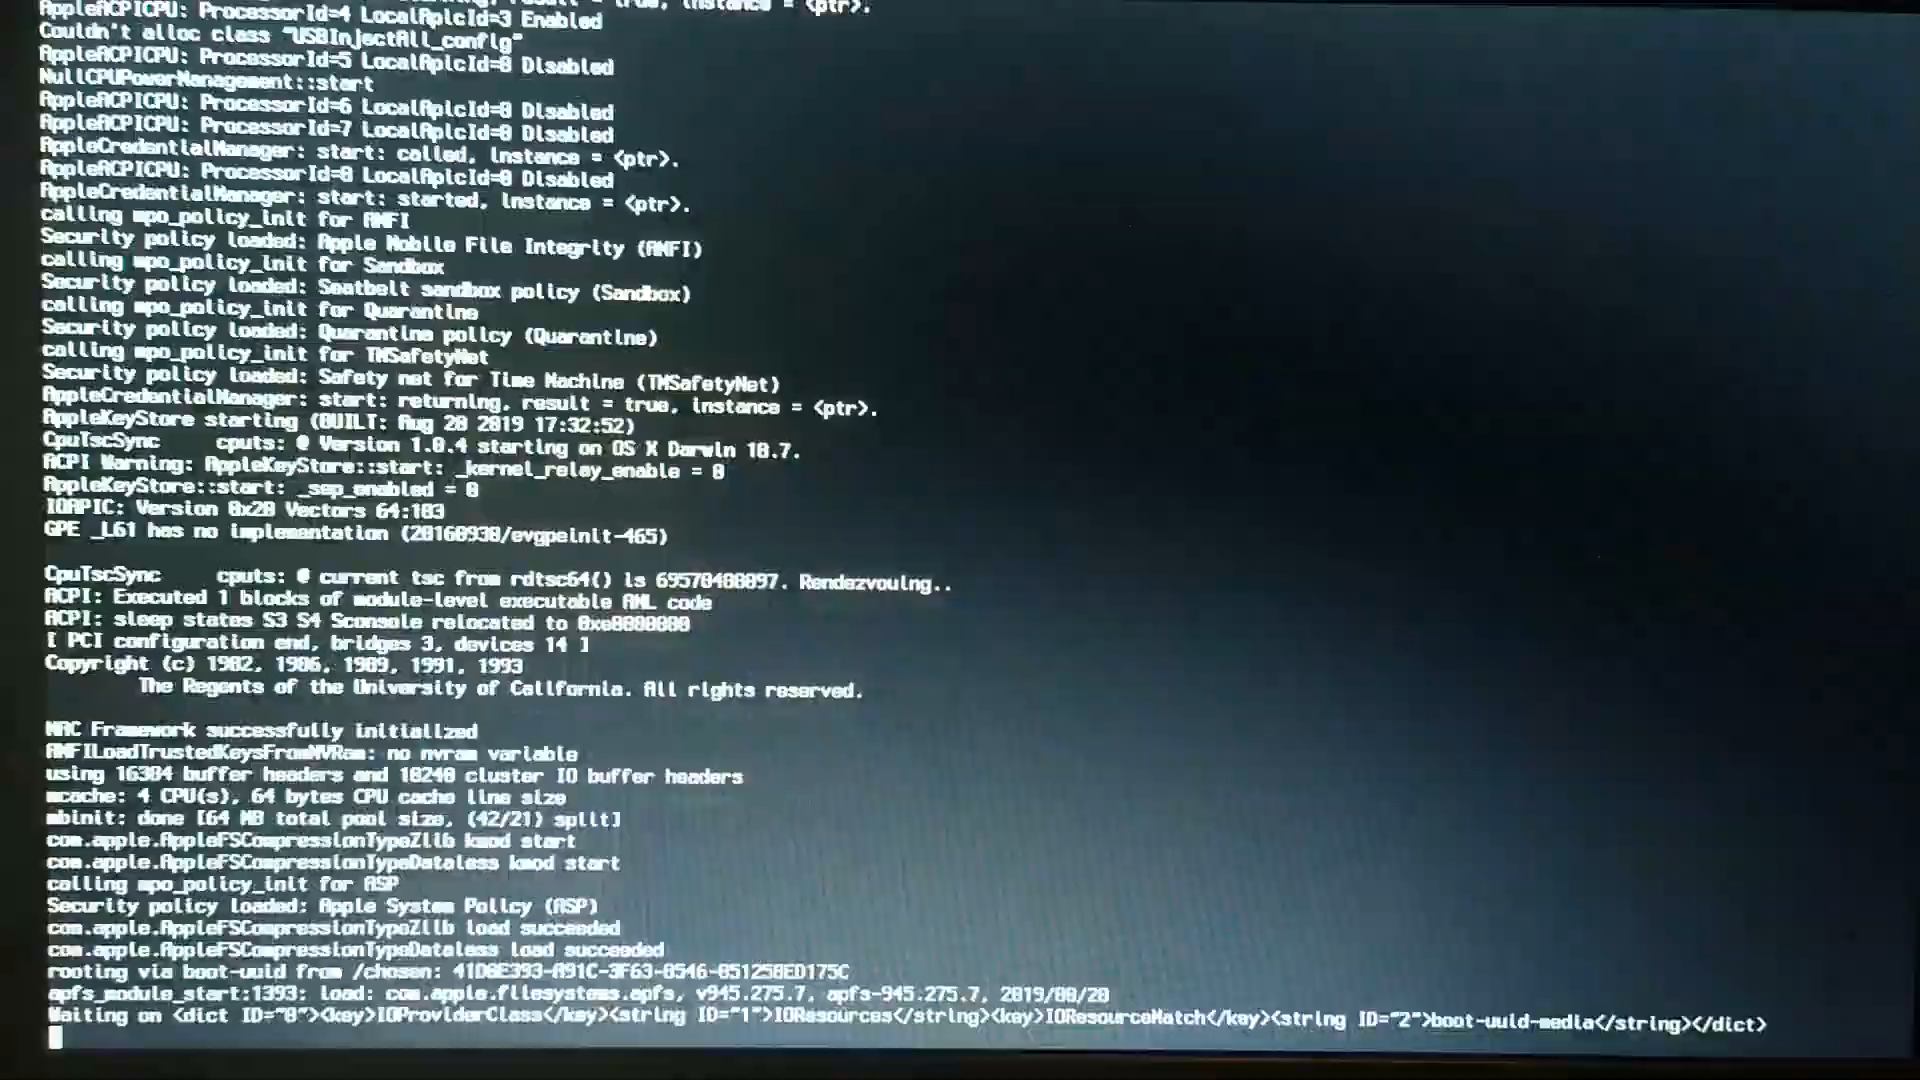 result = true, instance = <ptr>.
AppleACPICPU: ProcessorId=4 LocalApicId=3 Enabled
Couldn't alloc class "USBInjectAll_config"
AppleACPICPU: ProcessorId=5 LocalApicId=0 Disabled
NullCPUPowerManagement::start
AppleACPICPU: ProcessorId=6 LocalApicId=0 Disabled
AppleACPICPU: ProcessorId=7 LocalApicId=0 Disabled
AppleCredentialManager: start: called, instance = <ptr>.
AppleACPICPU: ProcessorId=8 LocalApicId=0 Disabled
AppleCredentialManager: start: started, instance = <ptr>.
calling mpo_policy_init for AMFI
Security policy loaded: Apple Mobile File Integrity (AMFI)
calling mpo_policy_init for Sandbox
Security policy loaded: Seatbelt sandbox policy (Sandbox)
calling mpo_policy_init for Quarantine
Security policy loaded: Quarantine policy (Quarantine)
calling mpo_policy_init for TMSafetyNet
Security policy loaded: Safety net for Time Machine (TMSafetyNet)
AppleCredentialManager: start: returning, result = true, instance = <ptr>.
AppleKeyStore starting (BUILT: Aug 20 2019 17:32:52)
CpuTscSync     cputs: @ Version 1.0.4 starting on OS X Darwin 18.7.
ACPI Warning: AppleKeyStore::start: _kernel_relay_enable = 0
AppleKeyStore::start: _sep_enabled = 0
IOAPIC: Version 0x20 Vectors 64:183
GPE _L61 has no implementation (20160930/evgpeinit-465)
CpuTscSync     cputs: @ current tsc from rdtsc64() is 69570400097. Rendezvouing..
ACPI: Executed 1 blocks of module-level executable AML code
ACPI: sleep states S3 S4 Sconsole relocated to 0xe0000000
[ PCI configuration end, bridges 3, devices 14 ]
Copyright (c) 1982, 1986, 1989, 1991, 1993
The Regents of the University of California. All rights reserved.
MAC Framework successfully initialized
AMFILoadTrustedKeysFromNVRam: no nvram variable
using 16384 buffer headers and 10240 cluster IO buffer headers
mcache: 4 CPU(s), 64 bytes CPU cache line size
mbinit: done [64 MB total pool size, (42/21) split]
com.apple.AppleFSCompressionTypeZlib kmod start
com.apple.AppleFSCompressionTypeDataless kmod start
calling mpo_policy_init for ASP
Security policy loaded: Apple System Policy (ASP)
com.apple.AppleFSCompressionTypeZlib load succeeded
com.apple.AppleFSCompressionTypeDataless load succeeded
rooting via boot-uuid from /chosen:
apfs_module_start:1393: load: com.apple.filesystems.apfs, v945.275.7, apfs-945.275.7, 2019/08/20
Waiting on <dict ID="0"><key>IOProviderClass</key><string ID="1">IOResources</string><key>IOResourceMatch</key><string ID="2">boot-uuid-media</string></dict>